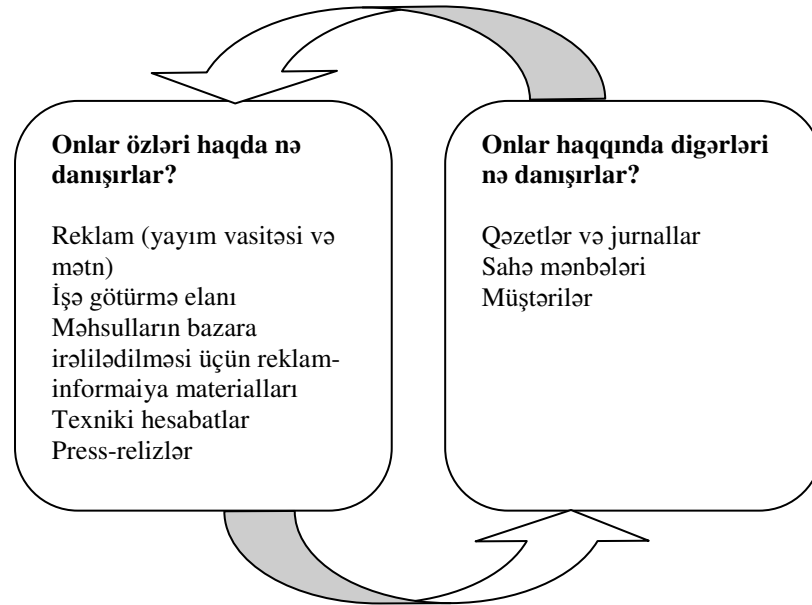 Onlar özləri haqda nə
danışırlar?
Reklam (yayım vasitəsi və
mətn)
İşə götürmə elanı
Məhsulların bazara
irəlilədilməsi üçün reklam-
informaiya materialları
Texniki hesabatlar
Press-relizlər
Onlar haqqında digərləri
nə danışırlar?
Qəzetlər və jurnallar
Sahə mənbələri
Müştərilər